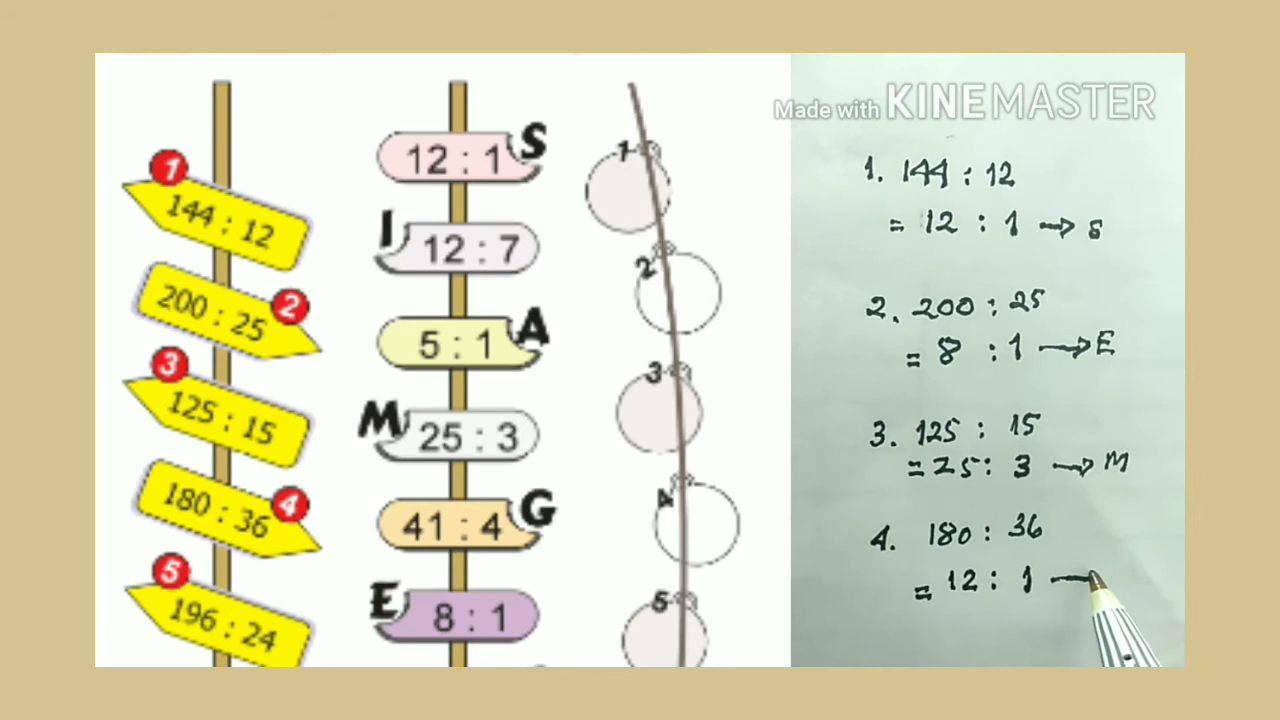 Made with KINEMASTER
1
144 : 12
2
200 : 25
3
125 : 15
4
180 : 36
5
196 : 24
12 : 1 S
I 12 : 7
5 : 1 A
M 25 : 3
41 : 4 G
E 8 : 1
1
2
3
4
5
1. 144 : 12
= 12 : 1 → S
2. 200 : 25
= 8 : 1 → E
3. 125 : 15
= 25 : 3 → M
4. 180 : 36
= 12 : 1